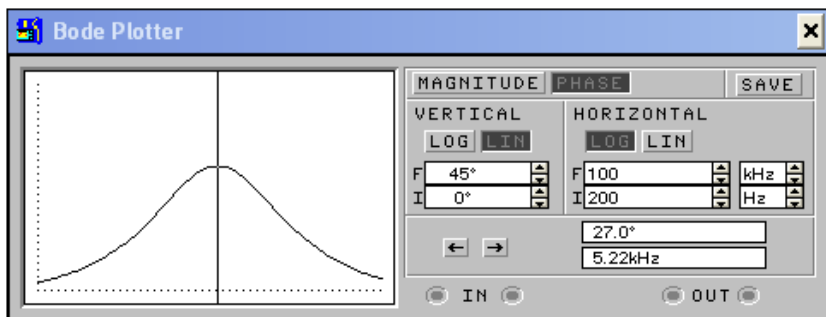 Bode Plotter
MAGNITUDE PHASE SAVE
VERTICAL HORIZONTAL
LOG LIN LOG LIN
F 45° F 100 kHz
I 0° I 200 Hz
← → 27.0°
5.22kHz
IN OUT